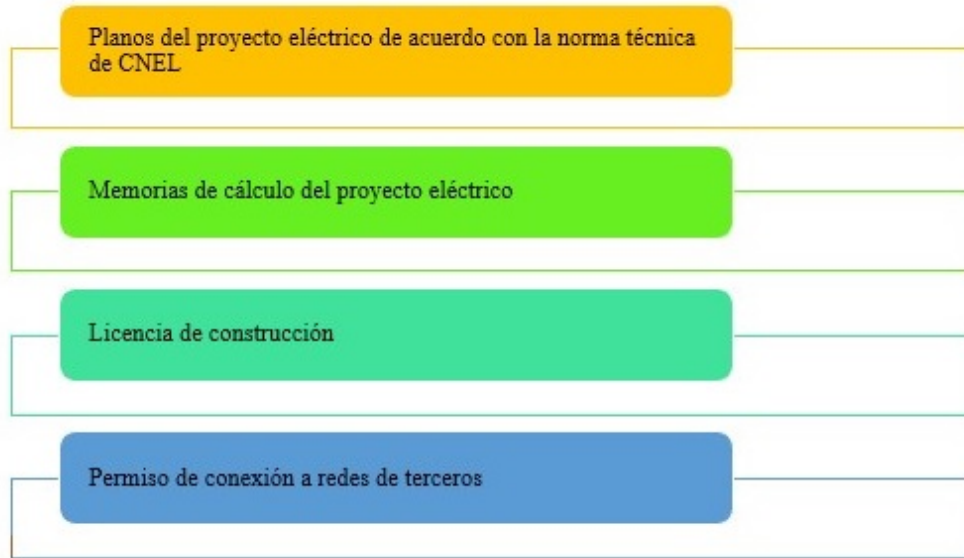 Planos del proyecto eléctrico de acuerdo con la norma técnica
de CNEL
Memorias de cálculo del proyecto eléctrico
Licencia de construcción
Permiso de conexión a redes de terceros